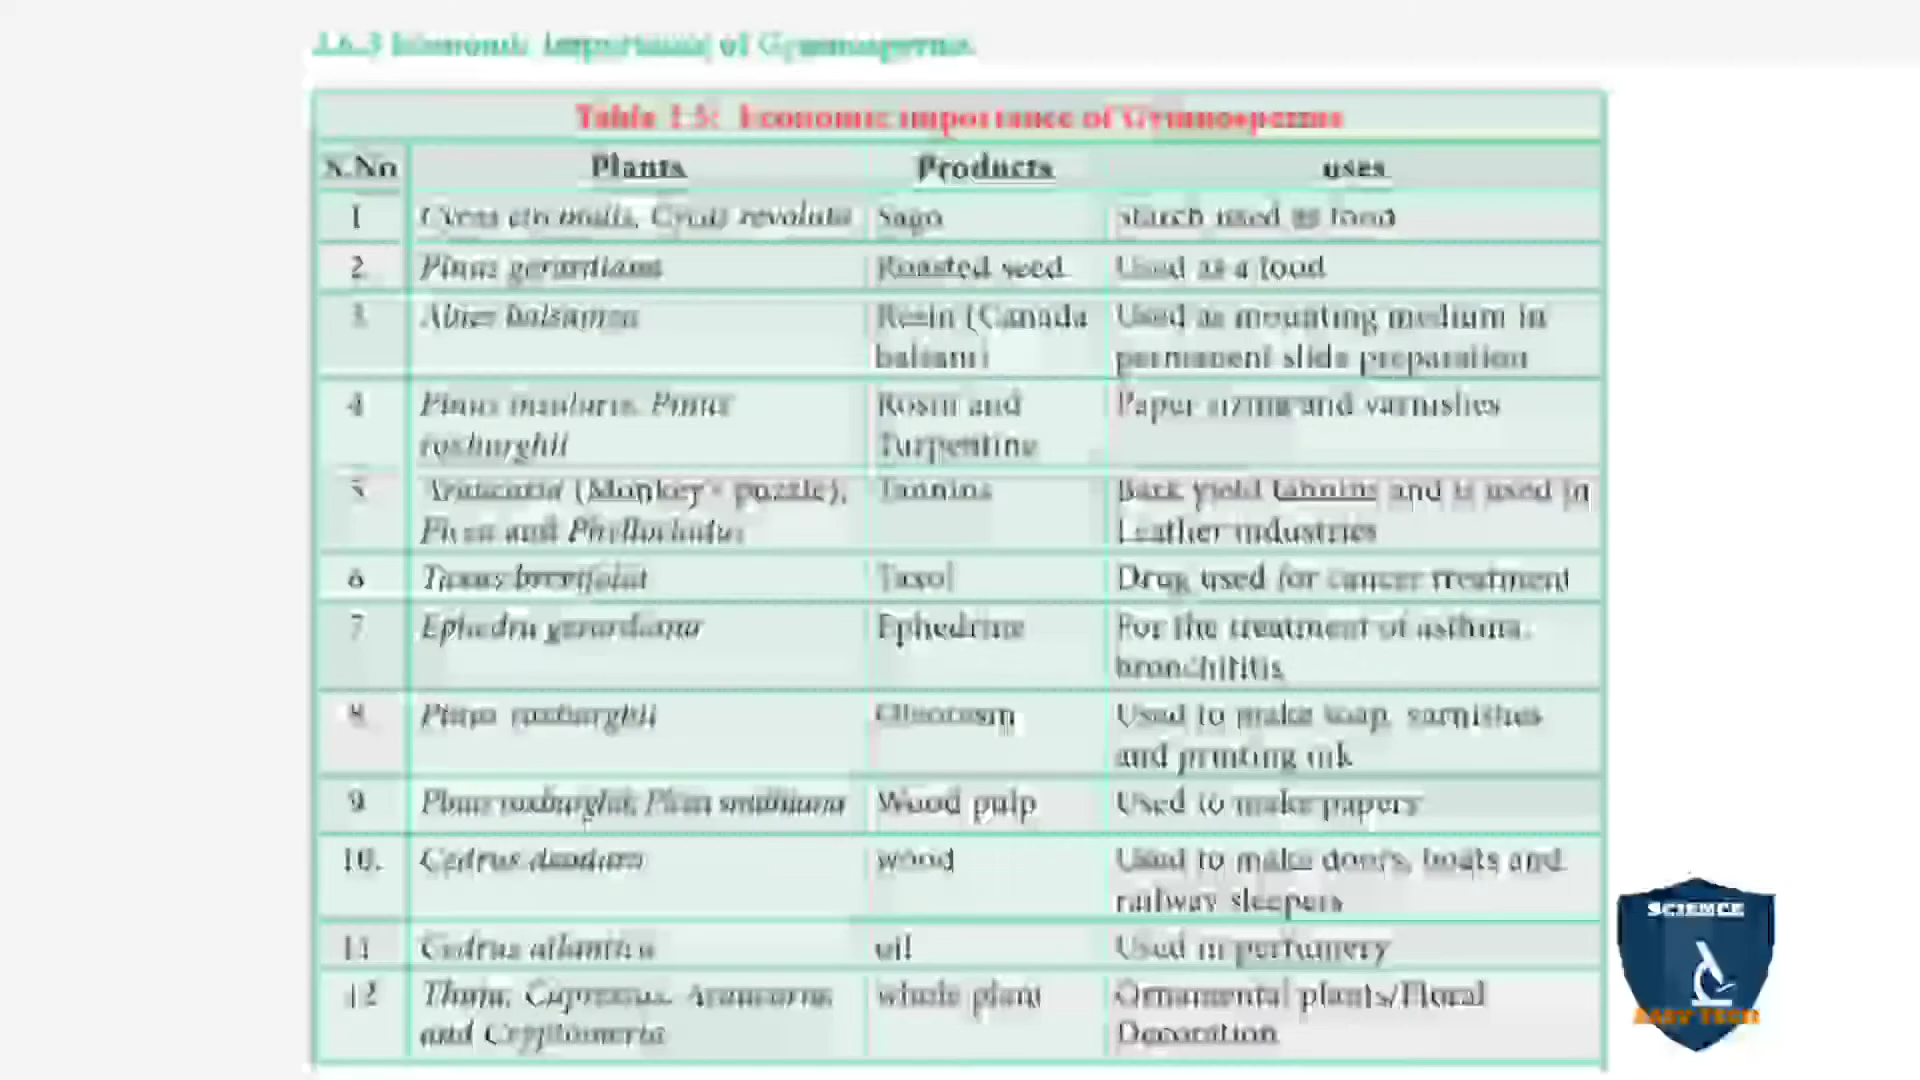 Economic Importance of Gymnosperms
Table 1.5: Economic importance of Gymnosperms
S.No Plants Products uses
1 Cycas circinalis, Cycas revoluta Sago Starch used as food
2 Pinus gerardiana Roasted seed Used as a food
3 Abies balsamea Resin (Canada Used as mounting medium in
balsam) permanent slide preparation
4 Pinus insularis, Pinus Rosin and Paper sizing and varnishes
roxburghii Turpentine
5 Araucaria (Monkey - puzzle), Tannins Bark yield tannins and is used in
Picea and Phyllocladus Leather industries
6 Taxus brevifolia Taxol Drug used for cancer treatment
7 Ephedra gerardiana Ephedrine For the treatment of asthma,
bronchititis
8. Pinus roxburghii Oleoresin Used to make soap, varnishes
and printing ink
9 Pinus roxburghii, Picea smithiana Wood pulp Used to make papers
10. Cedrus deodara wood Used to make doors, boats and
railway sleepers
11 Cedrus atlantica oil Used in perfumery
12 Thuja, Cupressus, Araucaria, whole plant Ornamental plants/Floral
and Cryptomeria Decoration
SCIENCE
EASY TECH